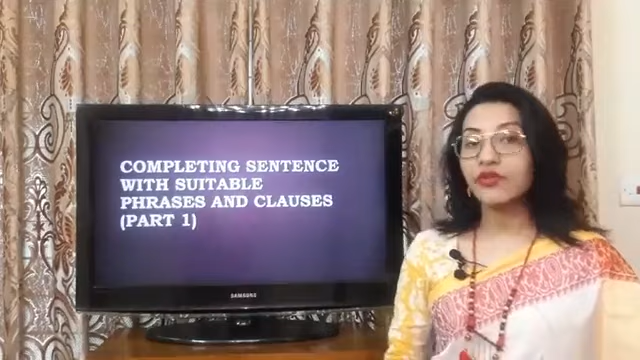 COMPLETING SENTENCE
WITH SUITABLE
PHRASES AND CLAUSES
(PART 1)
SAMSUNG